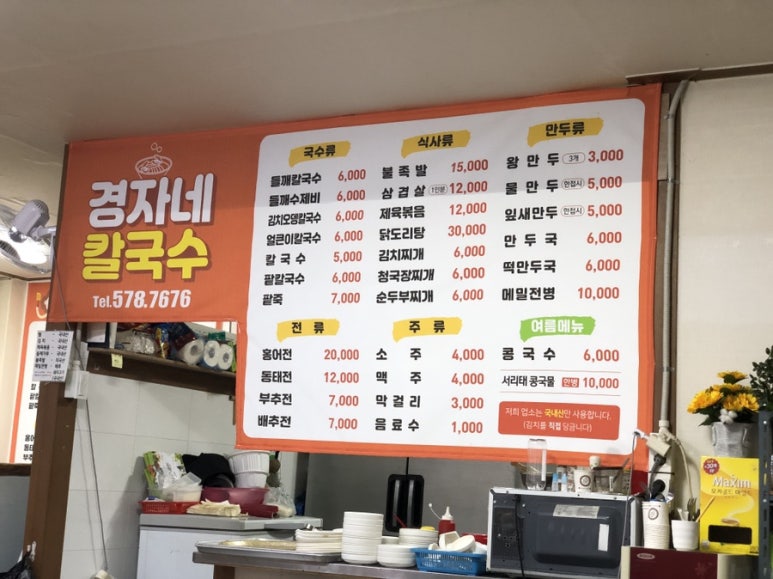 경자네
칼국수
Tel.578.7676
국수류
들깨칼국수 6,000
들깨수제비 6,000
김치오뎅칼국수 6,000
얼큰이칼국수 6,000
칼국수 5,000
팥칼국수 6,000
팥죽 7,000
식사류
불족발 15,000
삼겹살 1인분 12,000
제육볶음 12,000
닭도리탕 30,000
김치찌개 6,000
청국장찌개 6,000
순두부찌개 6,000
만두류
왕만두 3개 3,000
물만두 한접시 5,000
잎새만두 한접시 5,000
만두국 6,000
떡만두국 6,000
메밀전병 10,000
전류
홍어전 20,000
동태전 12,000
부추전 7,000
배추전 7,000
주류
소주 4,000
맥주 4,000
막걸리 3,000
음료수 1,000
여름메뉴
콩국수 6,000
서리태 콩국물 한병 10,000
저희 업소는 국내산만 사용합니다.
(김치를 직접 담금니다)
Maxim